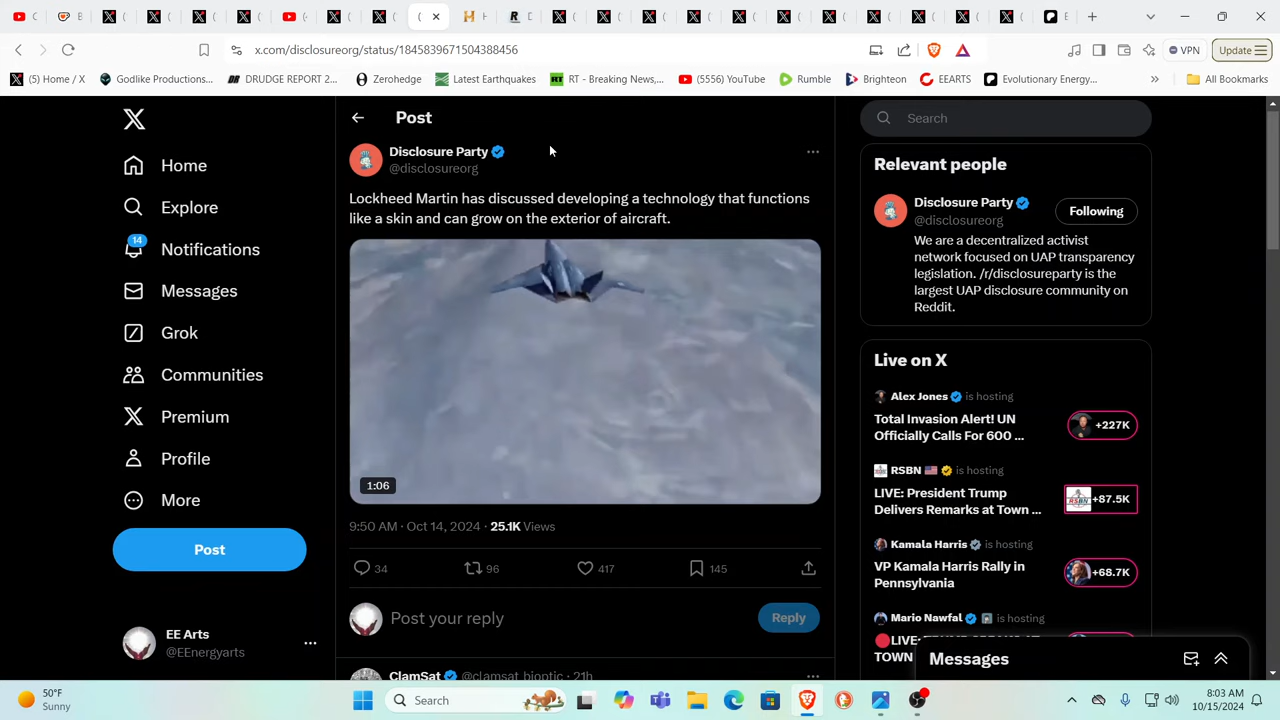 x.com/disclosureorg/status/1845839671504388456
VPN
Update
(5) Home / X
Godlike Productions...
DRUDGE REPORT 2...
Zerohedge
Latest Earthquakes
RT - Breaking News,...
(5556) YouTube
Rumble
Brighteon
EEARTS
Evolutionary Energy...
All Bookmarks
Home
Explore
14
Notifications
Messages
Grok
Communities
Premium
Profile
More
Post
EE Arts
@EEnergyarts
Post
Disclosure Party
@disclosureorg
Lockheed Martin has discussed developing a technology that functions
like a skin and can grow on the exterior of aircraft.
1:06
9:50 AM · Oct 14, 2024 · 25.1K Views
34
96
417
145
Post your reply
Reply
ClamSat @clamsat_bioptic · 21h
Search
Relevant people
Disclosure Party
@disclosureorg
Following
We are a decentralized activist
network focused on UAP transparency
legislation. /r/disclosureparty is the
largest UAP disclosure community on
Reddit.
Live on X
Alex Jones is hosting
Total Invasion Alert! UN
Officially Calls For 600 ...
+227K
RSBN is hosting
LIVE: President Trump
Delivers Remarks at Town ...
+87.5K
Kamala Harris is hosting
VP Kamala Harris Rally in
Pennsylvania
+68.7K
Mario Nawfal is hosting
Messages
50°F
Sunny
Search
8:03 AM
10/15/2024